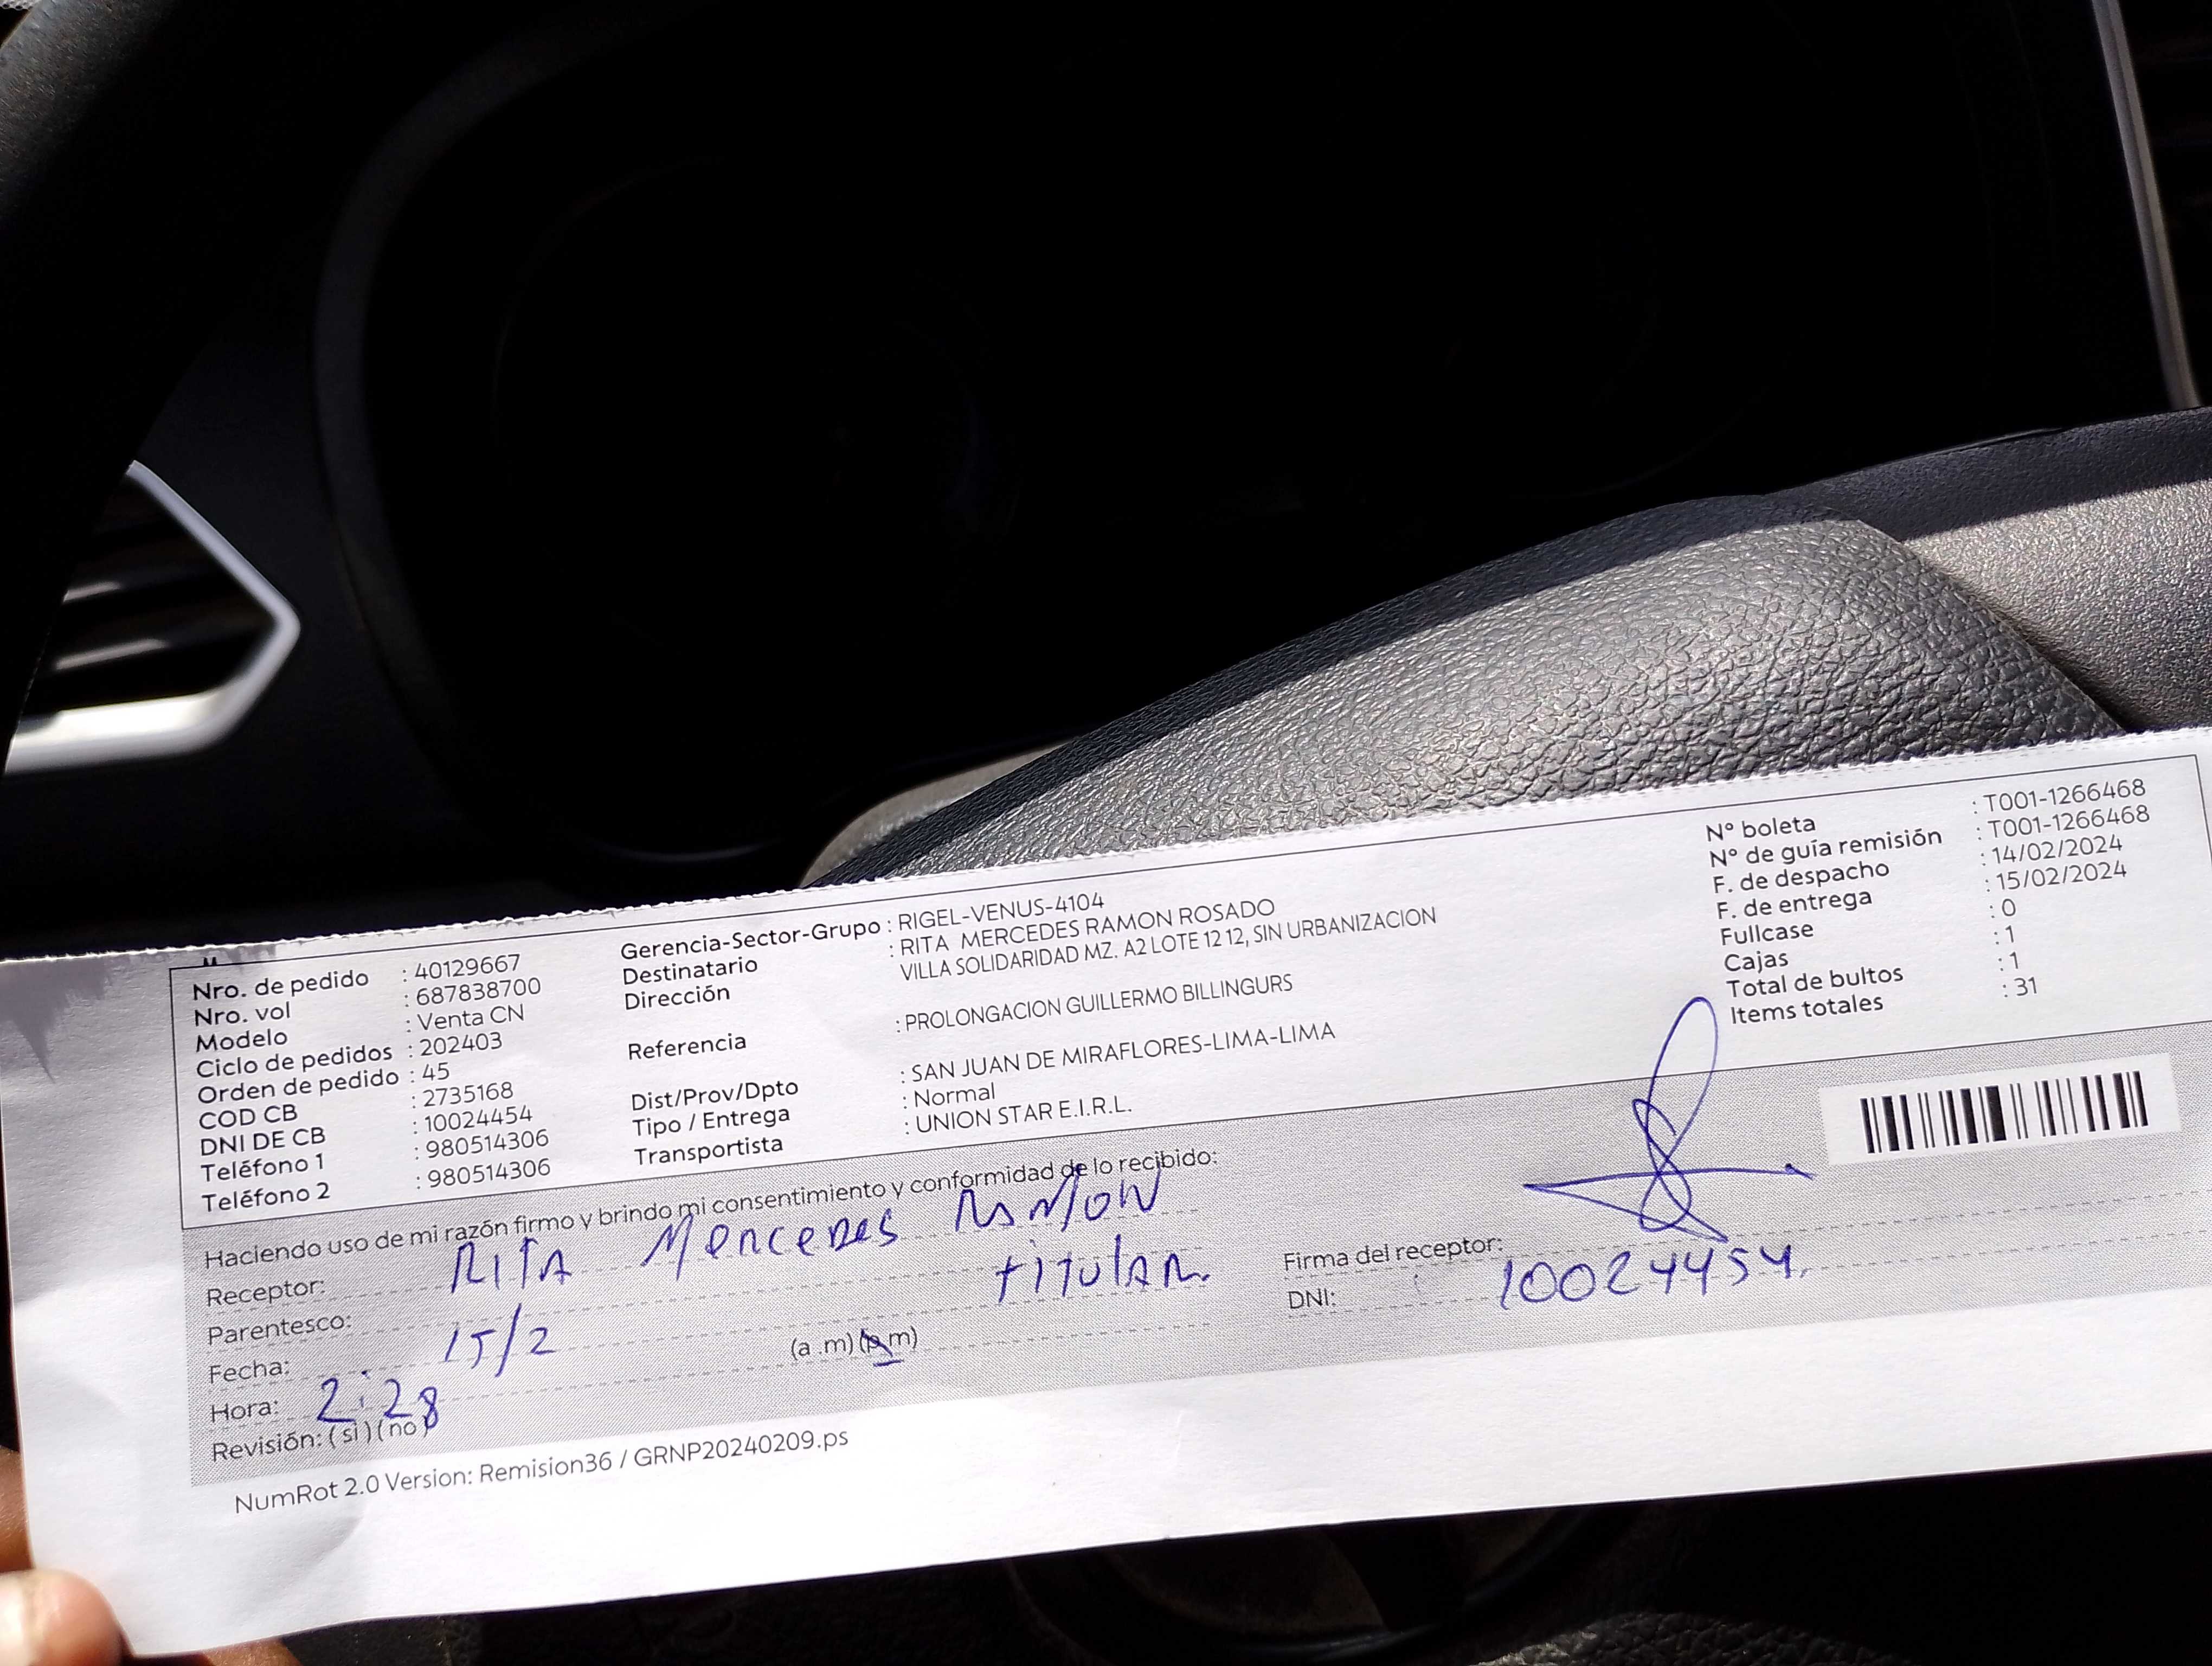 Nro. de pedido : 40129667
Nro. vol : 687838700
Modelo : Venta CN
Ciclo de pedidos : 202403
Orden de pedido : 45
COD CB : 2735168
DNI DE CB : 10024454
Teléfono 1 : 980514306
Teléfono 2 : 980514306
Gerencia-Sector-Grupo : RIGEL-VENUS-4104
Destinatario : RITA MERCEDES RAMON ROSADO
Dirección VILLA SOLIDARIDAD MZ. A2 LOTE 12 12, SIN URBANIZACION
Referencia : PROLONGACION GUILLERMO BILLINGURS
Dist/Prov/Dpto : SAN JUAN DE MIRAFLORES-LIMA-LIMA
Tipo / Entrega : Normal
Transportista : UNION STAR E.I.R.L.
N° boleta : T001-1266468
N° de guía remisión : T001-1266468
F. de despacho : 14/02/2024
F. de entrega : 15/02/2024
Fullcase : 0
Cajas : 1
Total de bultos : 1
Items totales : 31
Haciendo uso de mi razón firmo y brindo mi consentimiento y conformidad de lo recibido:
Receptor: RITA Mercedes RAMON
Parentesco: titular.
Fecha: 15/2
Hora: 2:28 (a .m) (p.m)
Revisión: (si) (no)
Firma del receptor:
DNI: 10024454.
NumRot 2.0 Version: Remision36 / GRNP20240209.ps